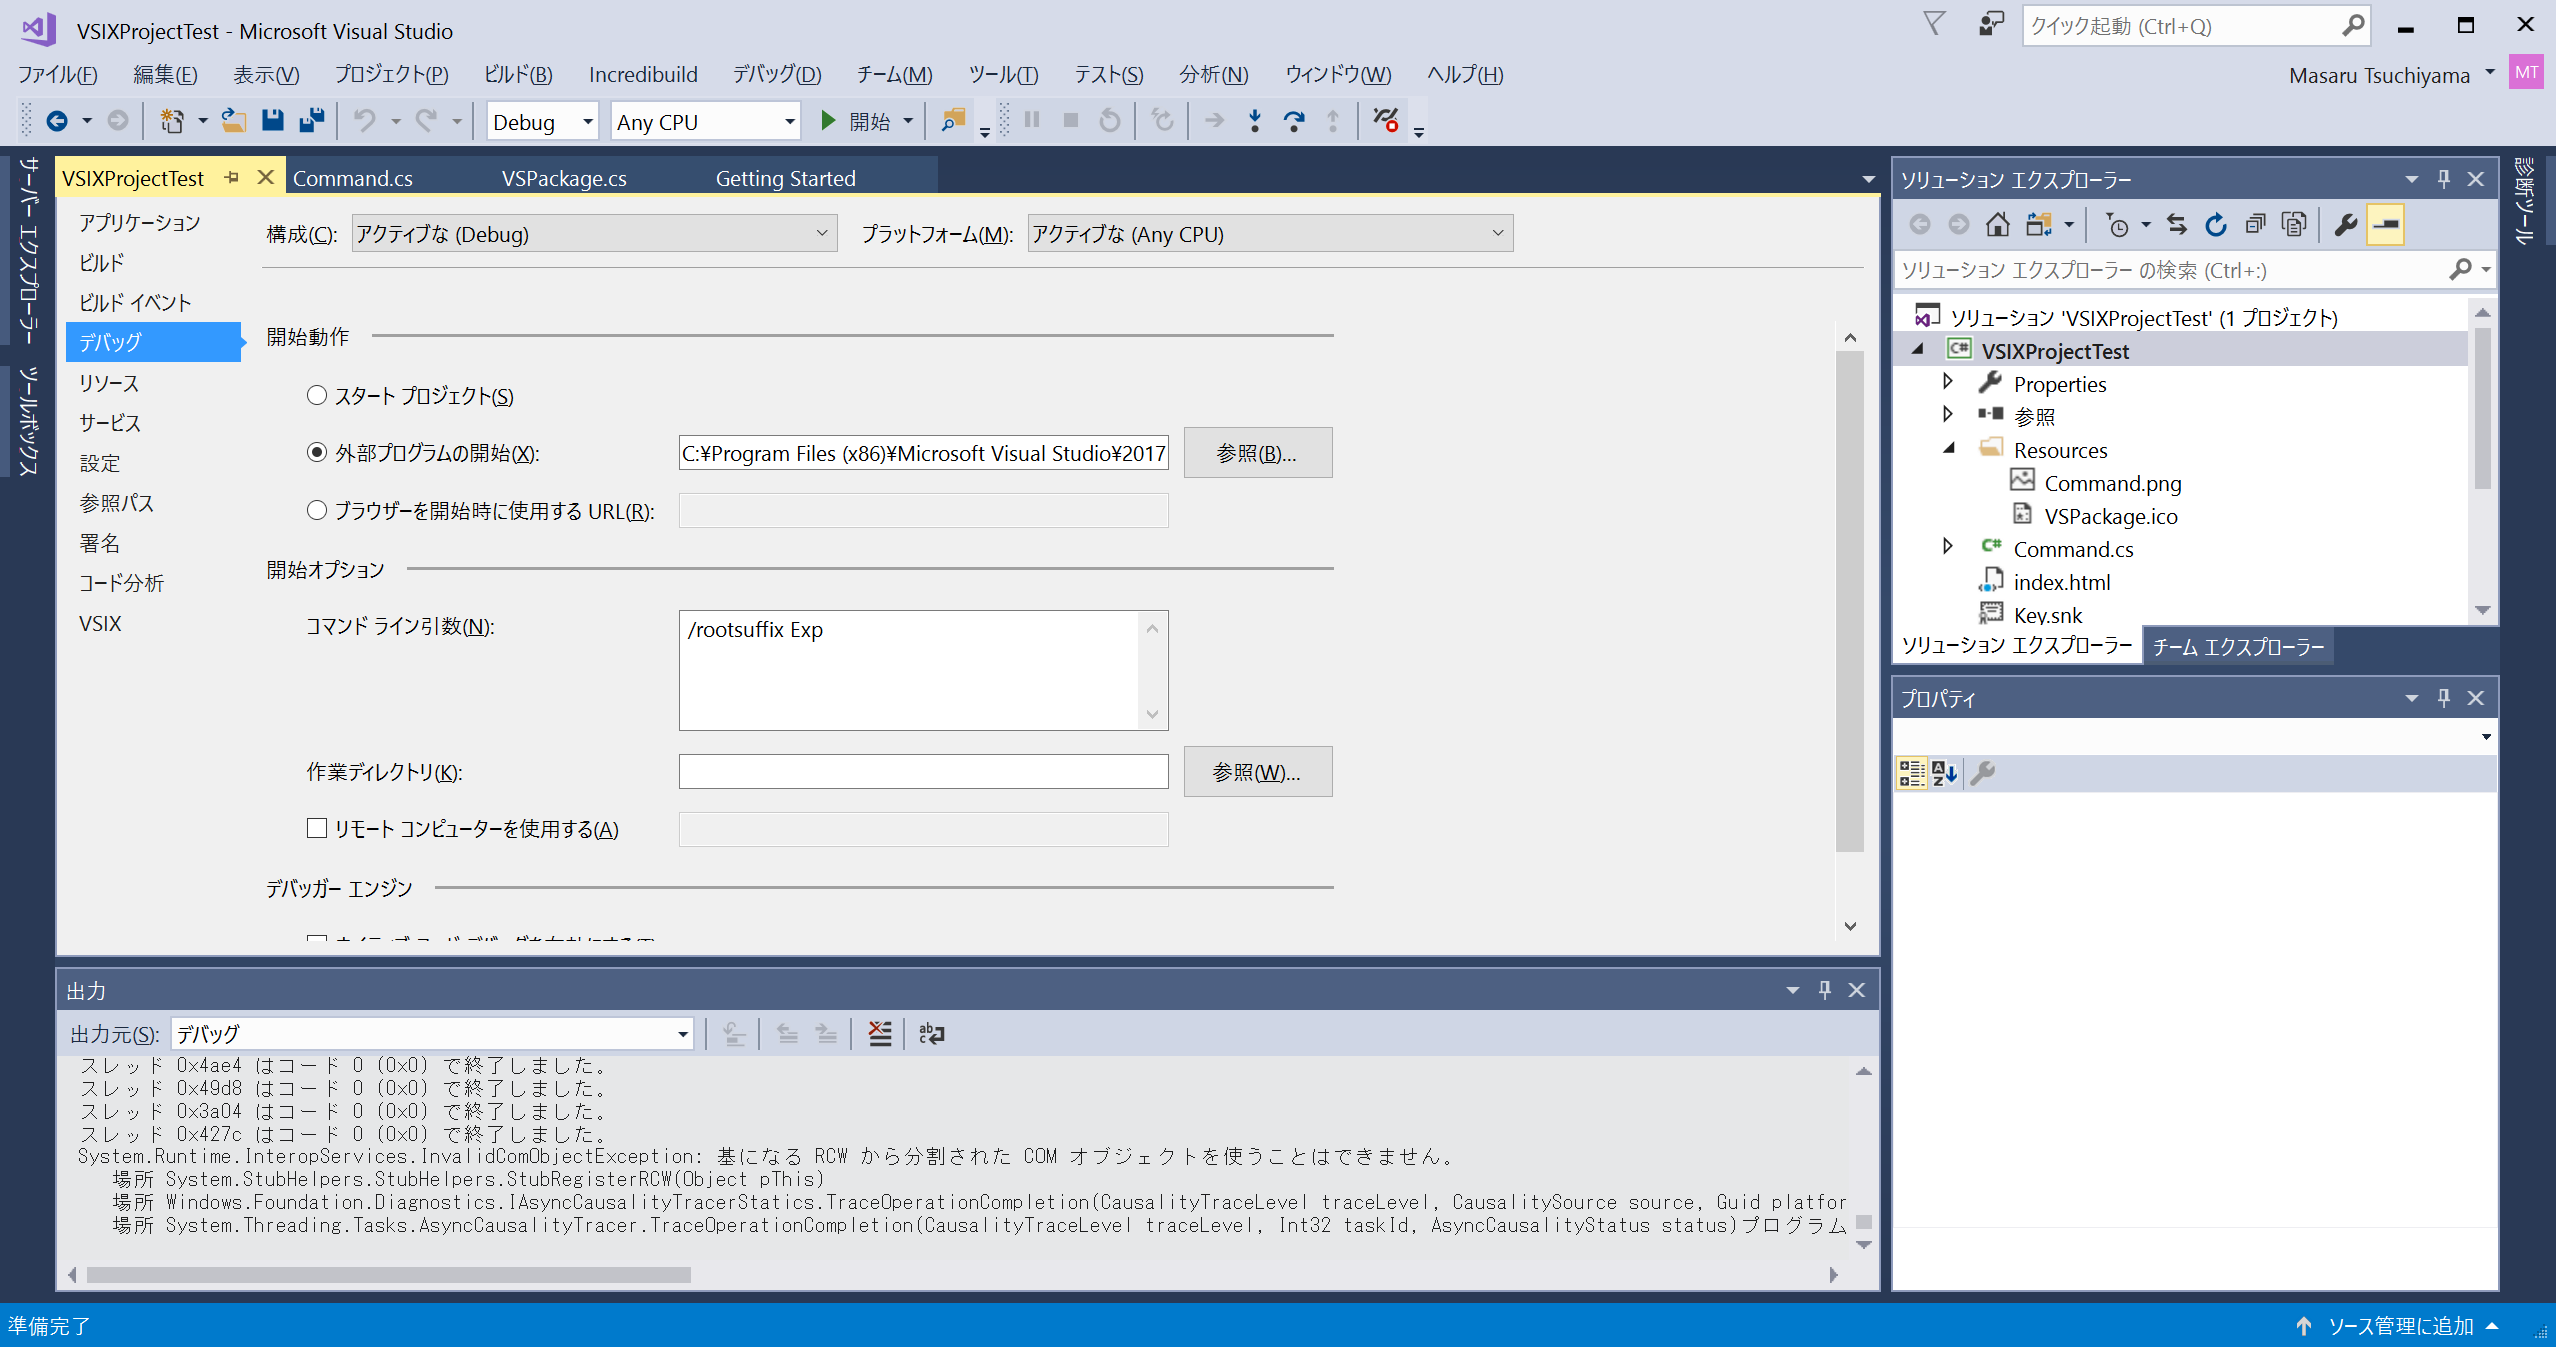 VSIXProjectTest - Microsoft Visual Studio
クイック起動 (Ctrl+Q)
ファイル(F) 編集(E) 表示(V) プロジェクト(P) ビルド(B) Incredibuild デバッグ(D) チーム(M) ツール(T) テスト(S) 分析(N) ウィンドウ(W) ヘルプ(H)
Masaru Tsuchiyama MT
Debug Any CPU 開始
サーバー エクスプローラー
ツールボックス
VSIXProjectTest Command.cs VSPackage.cs Getting Started
アプリケーション
ビルド
ビルド イベント
デバッグ
リソース
サービス
設定
参照パス
署名
コード分析
VSIX
構成(C): アクティブな (Debug) プラットフォーム(M): アクティブな (Any CPU)
開始動作
スタート プロジェクト(S)
外部プログラムの開始(X): C:¥Program Files (x86)¥Microsoft Visual Studio¥2017 参照(B)...
ブラウザーを開始時に使用する URL(R):
開始オプション
コマンド ライン引数(N): /rootsuffix Exp
作業ディレクトリ(K): 参照(W)...
リモート コンピューターを使用する(A)
デバッガー エンジン
出力
出力元(S): デバッグ
スレッド 0x4ae4 はコード 0 (0x0) で終了しました。
スレッド 0x49d8 はコード 0 (0x0) で終了しました。
スレッド 0x3a04 はコード 0 (0x0) で終了しました。
スレッド 0x427c はコード 0 (0x0) で終了しました。
System.Runtime.InteropServices.InvalidComObjectException: 基になる RCW から分割された COM オブジェクトを使うことはできません。
場所 System.StubHelpers.StubHelpers.StubRegisterRCW(Object pThis)
場所 Windows.Foundation.Diagnostics.IAsyncCausalityTracerStatics.TraceOperationCompletion(CausalityTraceLevel traceLevel, CausalitySource source, Guid platfor
場所 System.Threading.Tasks.AsyncCausalityTracer.TraceOperationCompletion(CausalityTraceLevel traceLevel, Int32 taskId, AsyncCausalityStatus status)プログラム
ソリューション エクスプローラー
ソリューション エクスプローラー の検索 (Ctrl+:)
ソリューション 'VSIXProjectTest' (1 プロジェクト)
VSIXProjectTest
Properties
参照
Resources
Command.png
VSPackage.ico
Command.cs
index.html
Key.snk
ソリューション エクスプローラー チーム エクスプローラー
プロパティ
診断ツール
準備完了
ソース管理に追加